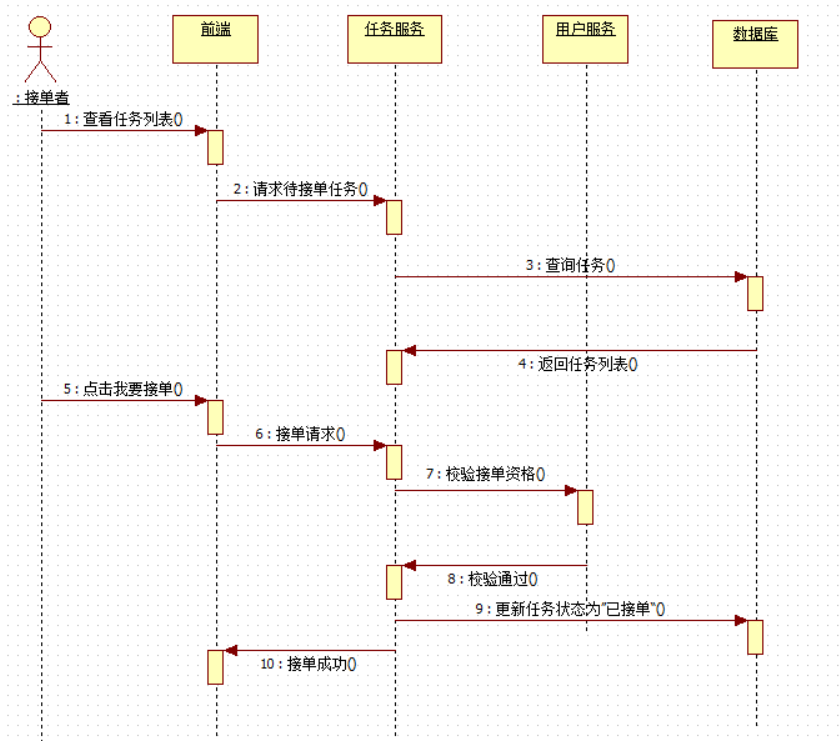 前端
任务服务
用户服务
数据库
: 接单者
1 : 查看任务列表()
2 : 请求待接单任务()
3 : 查询任务()
4 : 返回任务列表()
5 : 点击我要接单()
6 : 接单请求()
7 : 校验接单资格()
8 : 校验通过()
9 : 更新任务状态为"已接单"()
10 : 接单成功()